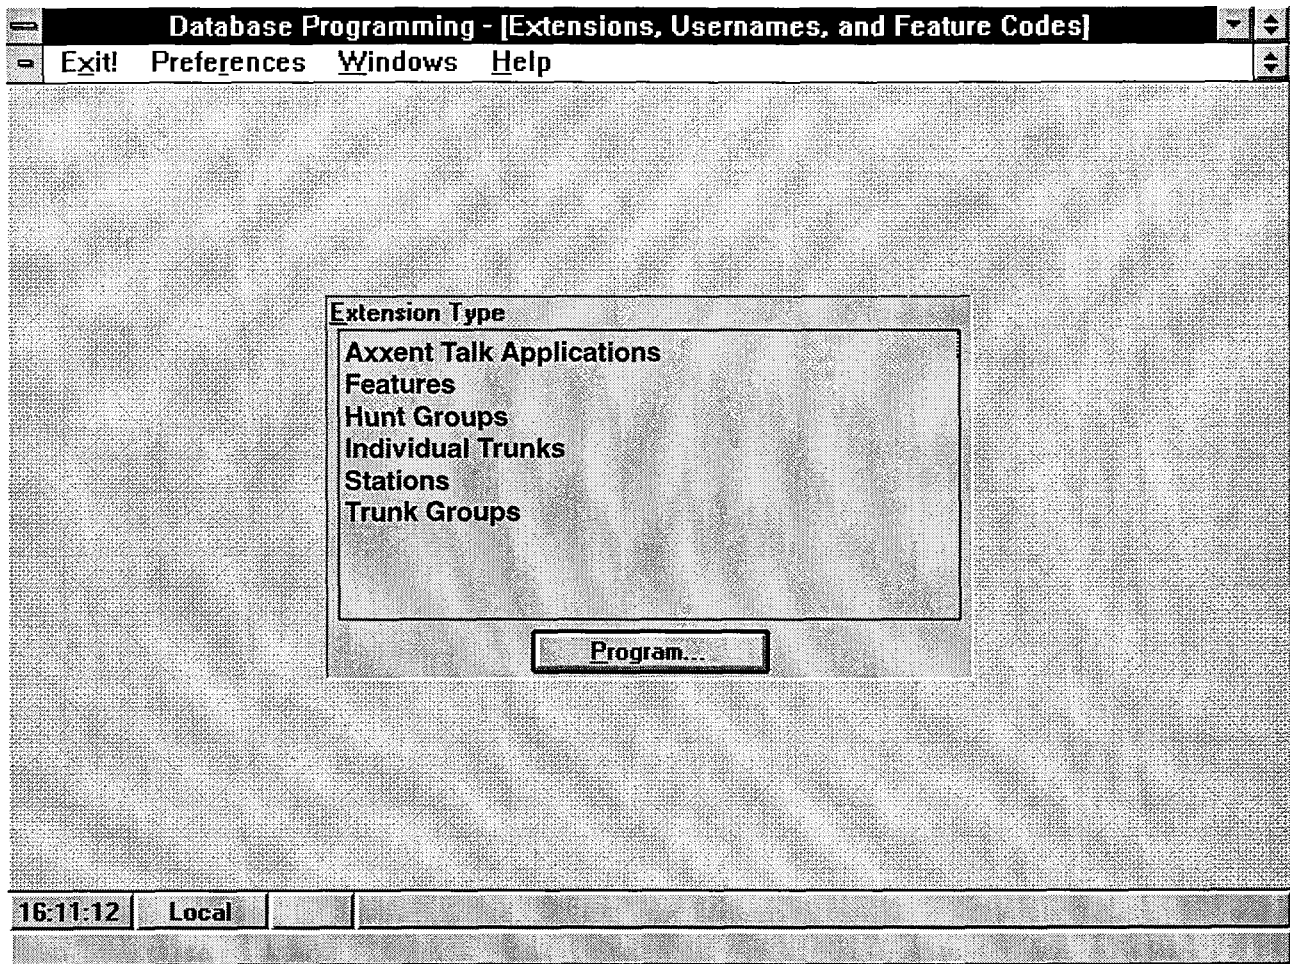 Database Programming - [Extensions, Usernames, and Feature Codes]
Exit! Preferences Windows Help
Extension Type
Axxent Talk Applications
Features
Hunt Groups
Individual Trunks
Stations
Trunk Groups
Program...
16:11:12 Local